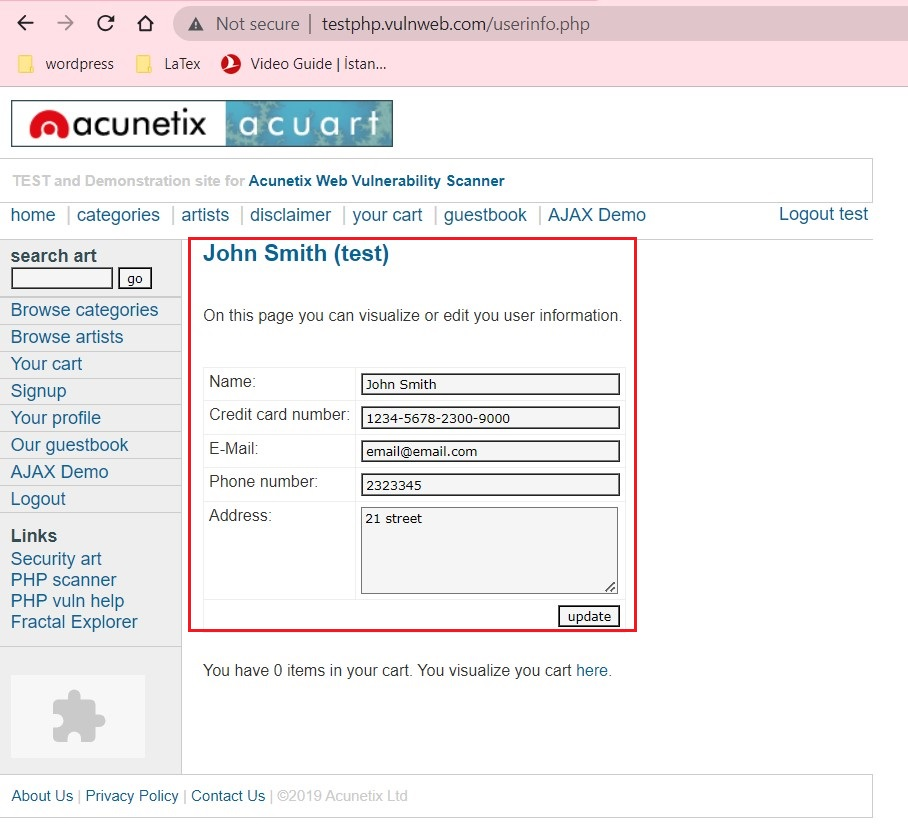 Not secure | testphp.vulnweb.com/userinfo.php
wordpress LaTex Video Guide | İstan...
acunetix acuart
TEST and Demonstration site for Acunetix Web Vulnerability Scanner
home | categories | artists | disclaimer | your cart | guestbook | AJAX Demo Logout test
search art
go
Browse categories
Browse artists
Your cart
Signup
Your profile
Our guestbook
AJAX Demo
Logout
Links
Security art
PHP scanner
PHP vuln help
Fractal Explorer
John Smith (test)
On this page you can visualize or edit you user information.
Name: John Smith
Credit card number: 1234-5678-2300-9000
E-Mail: email@email.com
Phone number: 2323345
Address: 21 street
update
You have 0 items in your cart. You visualize you cart here.
About Us | Privacy Policy | Contact Us | ©2019 Acunetix Ltd